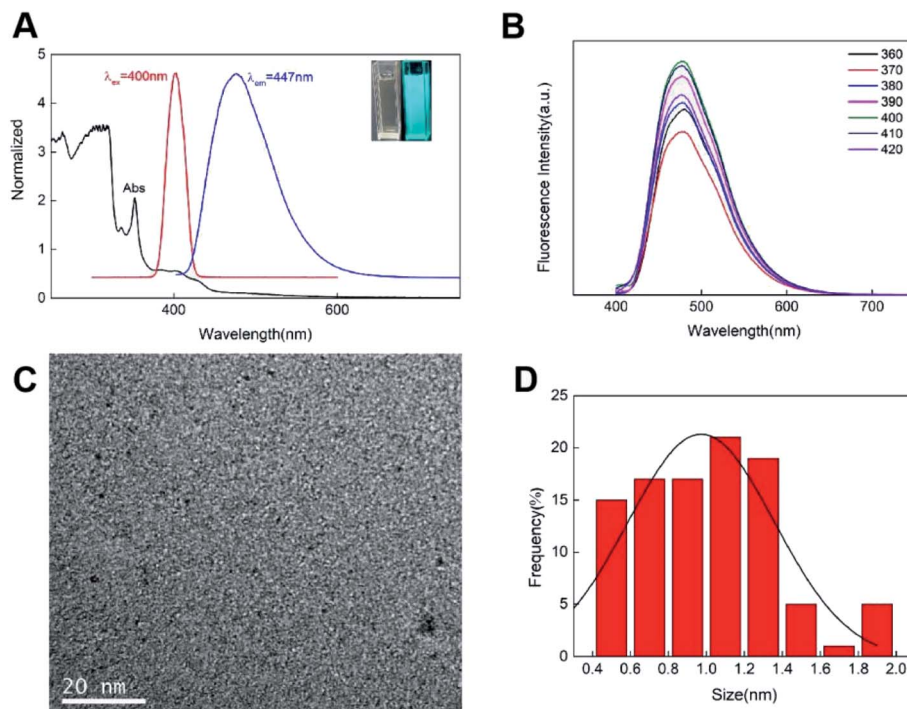 A
5
4
3
2
1
0
Normalized
λex=400nm
λem=447nm
Abs
400
600
Wavelength(nm)
B
Fluorescence Intensity(a.u.)
360
370
380
390
400
410
420
400
500
600
700
Wavelength(nm)
C
20 nm
D
25
20
15
10
5
0
Frequency(%)
0.4
0.6
0.8
1.0
1.2
1.4
1.6
1.8
2.0
Size(nm)